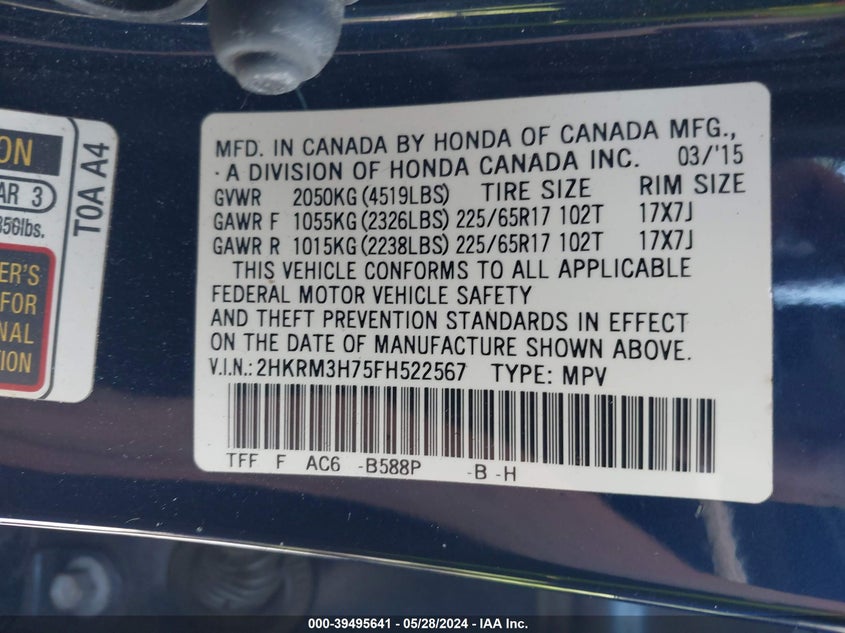 MFD. IN CANADA BY HONDA OF CANADA MFG.,
· A DIVISION OF HONDA CANADA INC. 03/'15
GVWR 2050KG (4519LBS) TIRE SIZE RIM SIZE
GAWR F 1055KG (2326LBS) 225/65R17 102T 17X7J
GAWR R 1015KG (2238LBS) 225/65R17 102T 17X7J
THIS VEHICLE CONFORMS TO ALL APPLICABLE
FEDERAL MOTOR VEHICLE SAFETY
AND THEFT PREVENTION STANDARDS IN EFFECT
ON THE DATE OF MANUFACTURE SHOWN ABOVE.
V.I.N.: 2HKRM3H75FH522567 TYPE: MPV
TFF F AC6 -B588P -B -H
ON
AR 3
lbs.
T0A A4
ER'S
FOR
NAL
TION
000-39495641 / 05/28/2024 - IAA Inc.